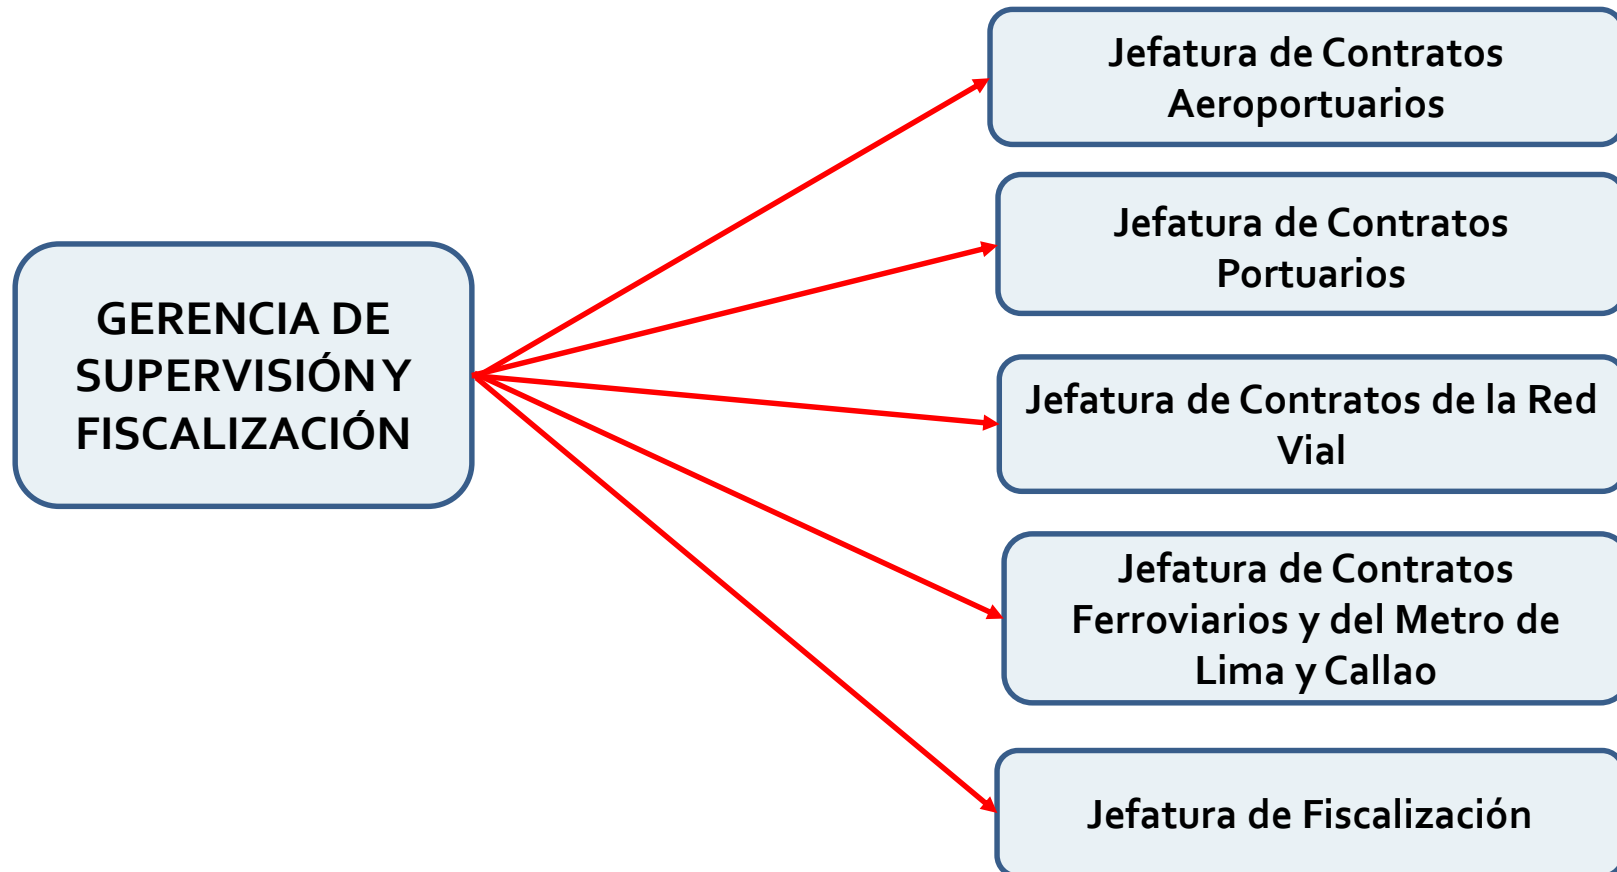 Jefatura de Contratos
Aeroportuarios
Jefatura de Contratos
Portuarios
GERENCIA DE
SUPERVISIÓN Y
FISCALIZACIÓN
Jefatura de Contratos de la Red
Vial
Jefatura de Contratos
Ferroviarios y del Metro de
Lima y Callao
Jefatura de Fiscalización